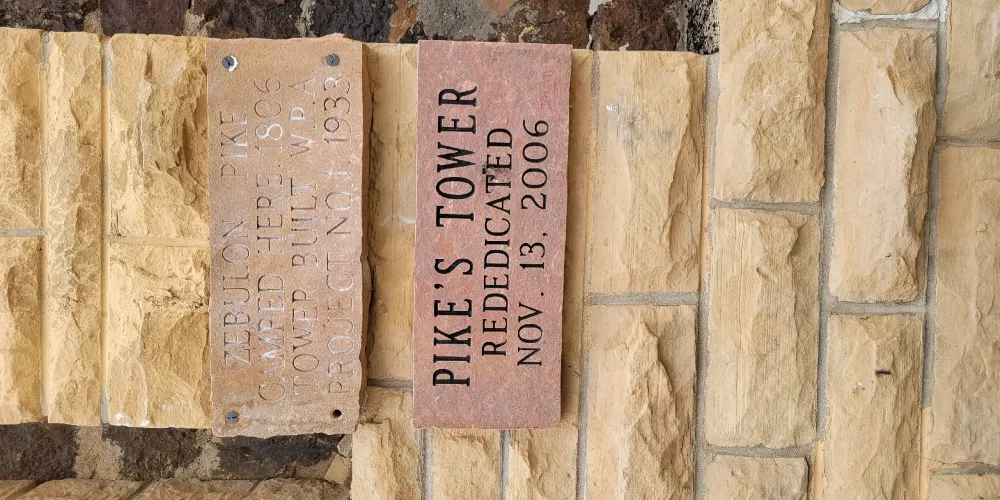 ZEBULON PIKE
CAMPED HERE 1806
TOWER BUILT W.P.A
PROJECT NO.1, 1933
PIKE'S TOWER
REDEDICATED
NOV. 13, 2006